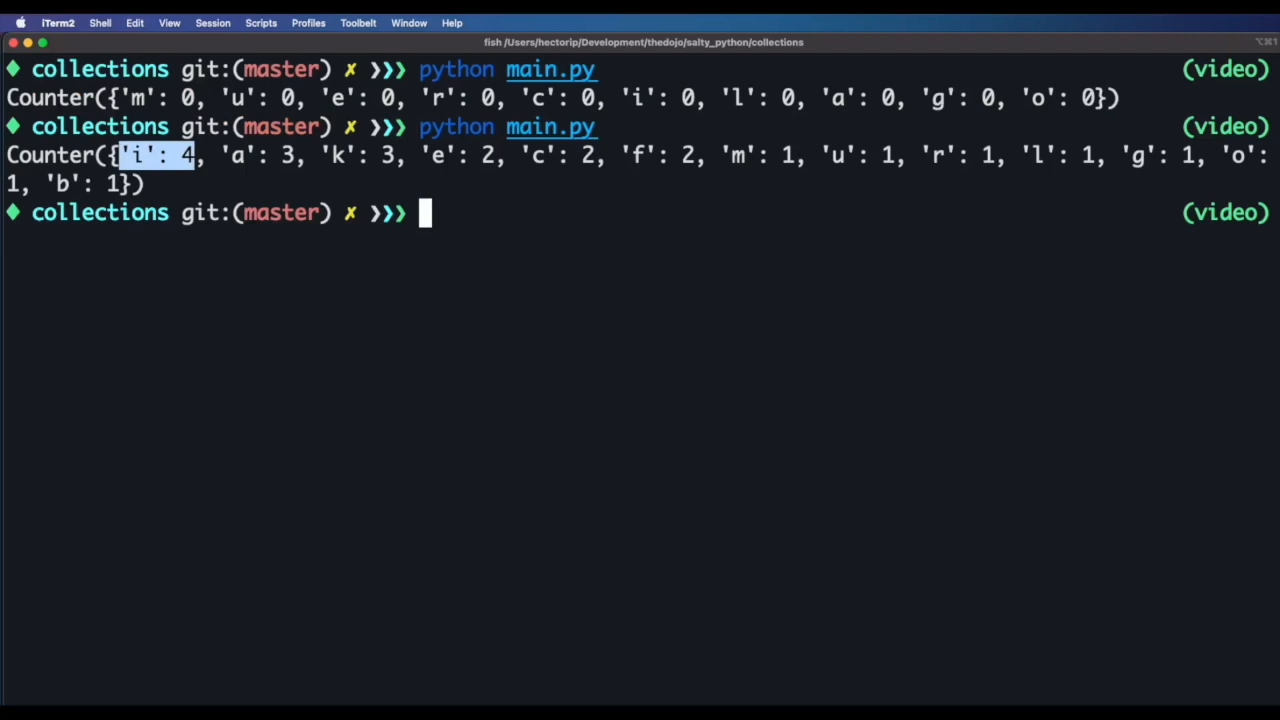 iTerm2 Shell Edit View Session Scripts Profiles Toolbelt Window Help
fish /Users/hectorip/Development/thedojo/salty_python/collections ⌥⌘1
♦ collections git:(master) ✗ ❯❯❯ python main.py (video)
Counter({'m': 0, 'u': 0, 'e': 0, 'r': 0, 'c': 0, 'i': 0, 'l': 0, 'a': 0, 'g': 0, 'o': 0})
♦ collections git:(master) ✗ ❯❯❯ python main.py (video)
Counter({'i': 4, 'a': 3, 'k': 3, 'e': 2, 'c': 2, 'f': 2, 'm': 1, 'u': 1, 'r': 1, 'l': 1, 'g': 1, 'o':
1, 'b': 1})
♦ collections git:(master) ✗ ❯❯❯ (video)